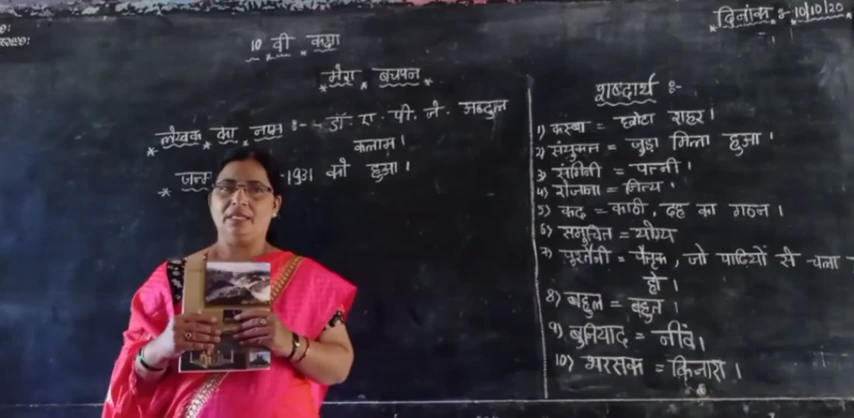 दिनांक :- 10/10/20
10 वी कक्षा
मेरा बचपन
लेखक का नाम :- - डॉ. ए. पी. जे. अब्दुल
कलाम।
जन्म -1931 को हुआ।
शब्दार्थ :-
1) कस्बा = छोटा शहर।
2) संयुक्त = जुड़ा मिला हुआ।
3) संगिनी = पत्नी।
4) रोजाना = नित्य।
5) कद = काठी, देह का गठन।
6) समुचित = योग्य
7) पुश्तैनी = पैतृक, जो पीढियों से चला
हो।
8) बहुल = बहुत।
9) बुनियाद = नींव।
10) भरसक = किनारा।